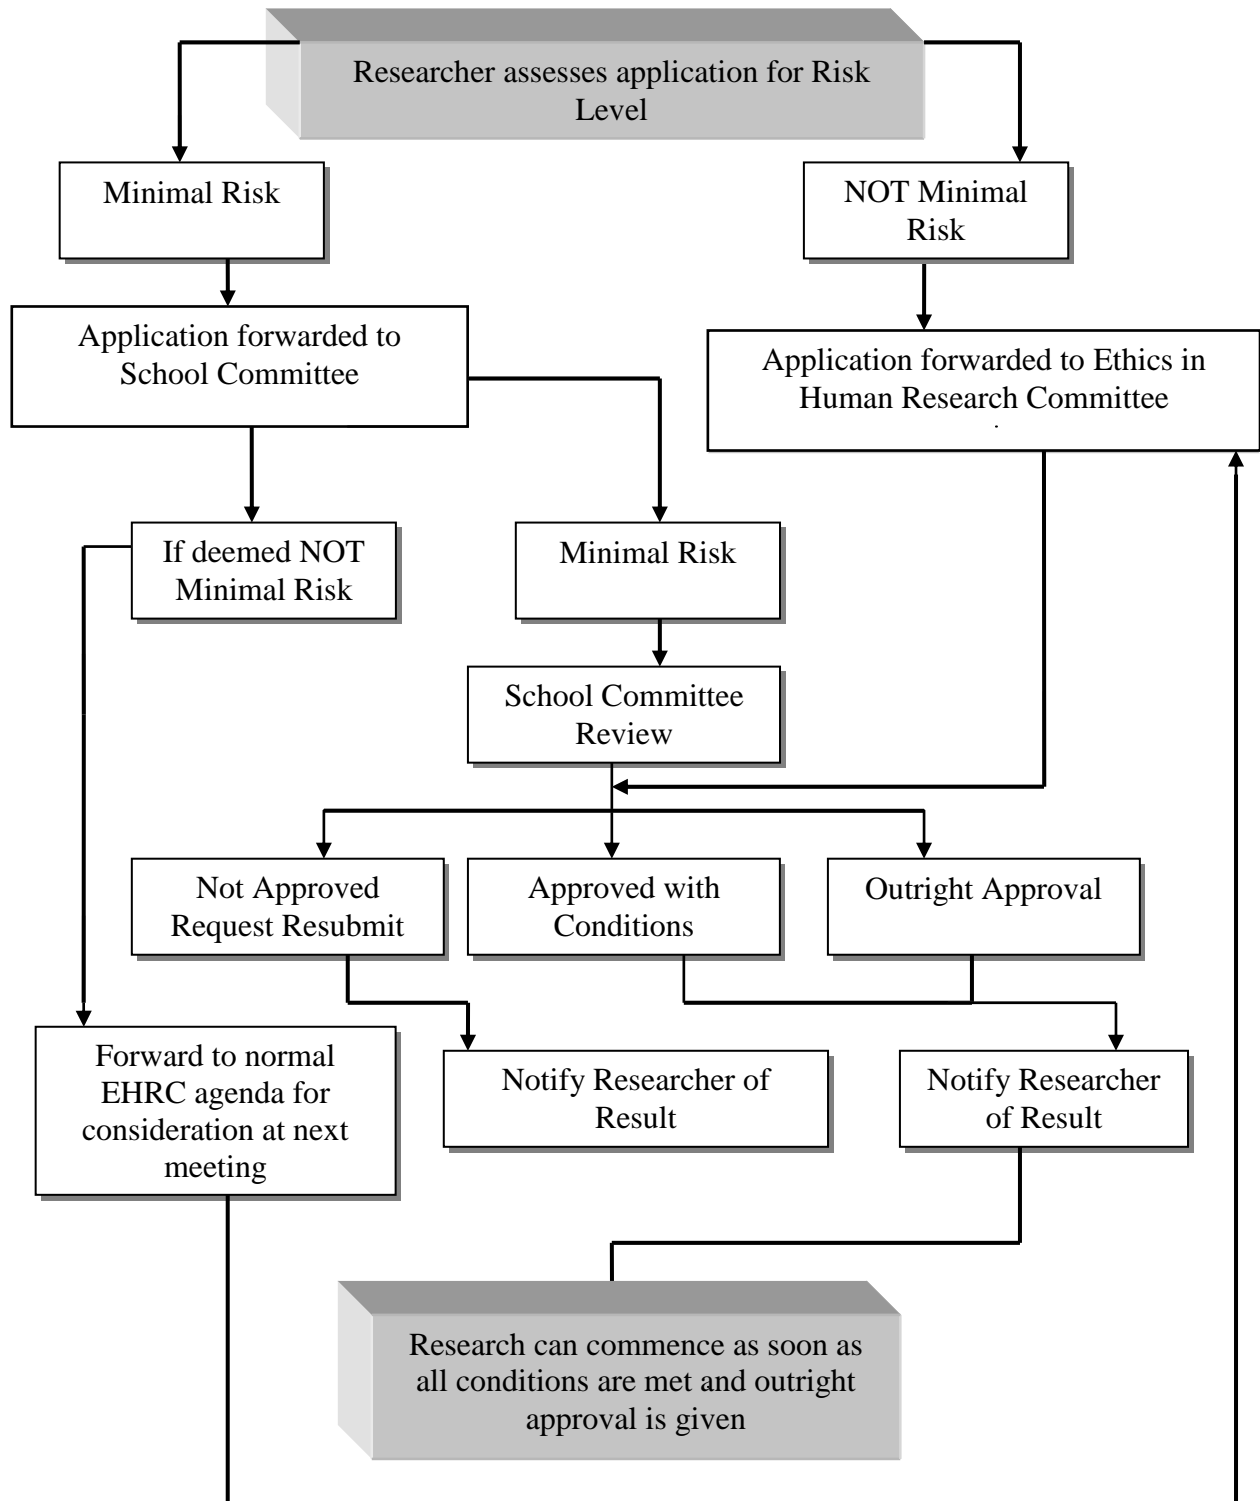 Researcher assesses application for Risk
Level
Minimal Risk
NOT Minimal
Risk
Application forwarded to
School Committee
Application forwarded to Ethics in
Human Research Committee
.
If deemed NOT
Minimal Risk
Minimal Risk
School Committee
Review
Not Approved
Request Resubmit
Approved with
Conditions
Outright Approval
Forward to normal
EHRC agenda for
consideration at next
meeting
Notify Researcher of
Result
Notify Researcher
of Result
Research can commence as soon as
all conditions are met and outright
approval is given